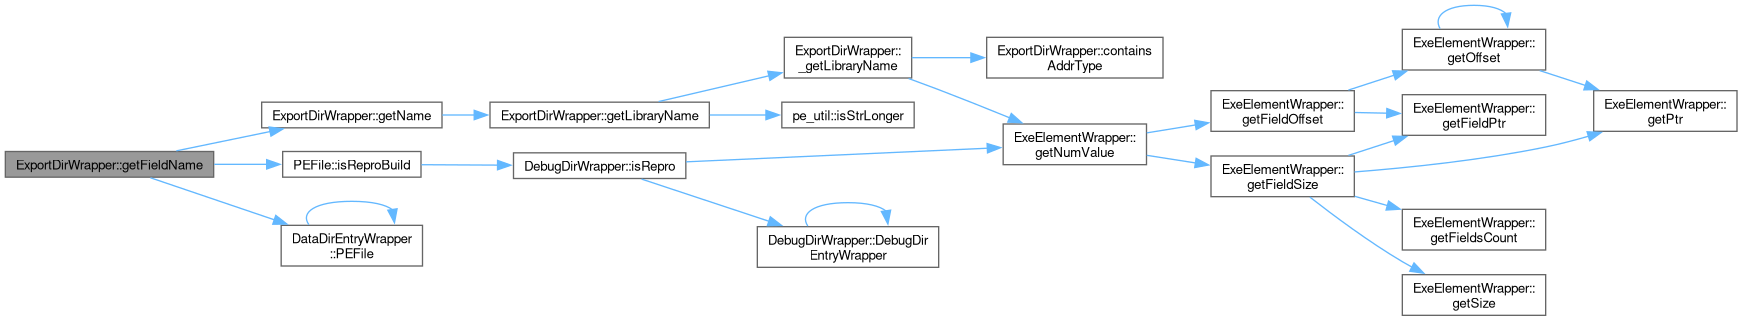 ExportDirWrapper::getFieldName
ExportDirWrapper::getName
PEFile::isReproBuild
DataDirEntryWrapper
::PEFile
ExportDirWrapper::getLibraryName
DebugDirWrapper::isRepro
ExportDirWrapper::
_getLibraryName
pe_util::isStrLonger
DebugDirWrapper::DebugDir
EntryWrapper
ExportDirWrapper::contains
AddrType
ExeElementWrapper::
getNumValue
ExeElementWrapper::
getFieldOffset
ExeElementWrapper::
getFieldSize
ExeElementWrapper::
getOffset
ExeElementWrapper::
getFieldPtr
ExeElementWrapper::
getFieldsCount
ExeElementWrapper::
getSize
ExeElementWrapper::
getPtr